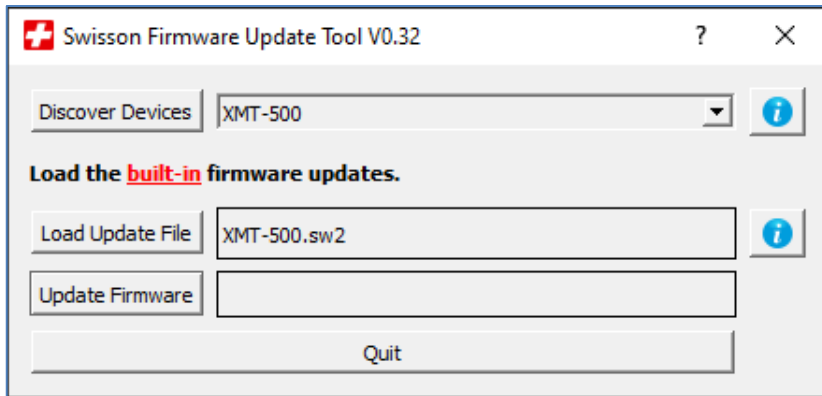 Swisson Firmware Update Tool V0.32 ?
Discover Devices XMT-500
Load the built-in firmware updates.
Load Update File XMT-500.sw2
Update Firmware
Quit